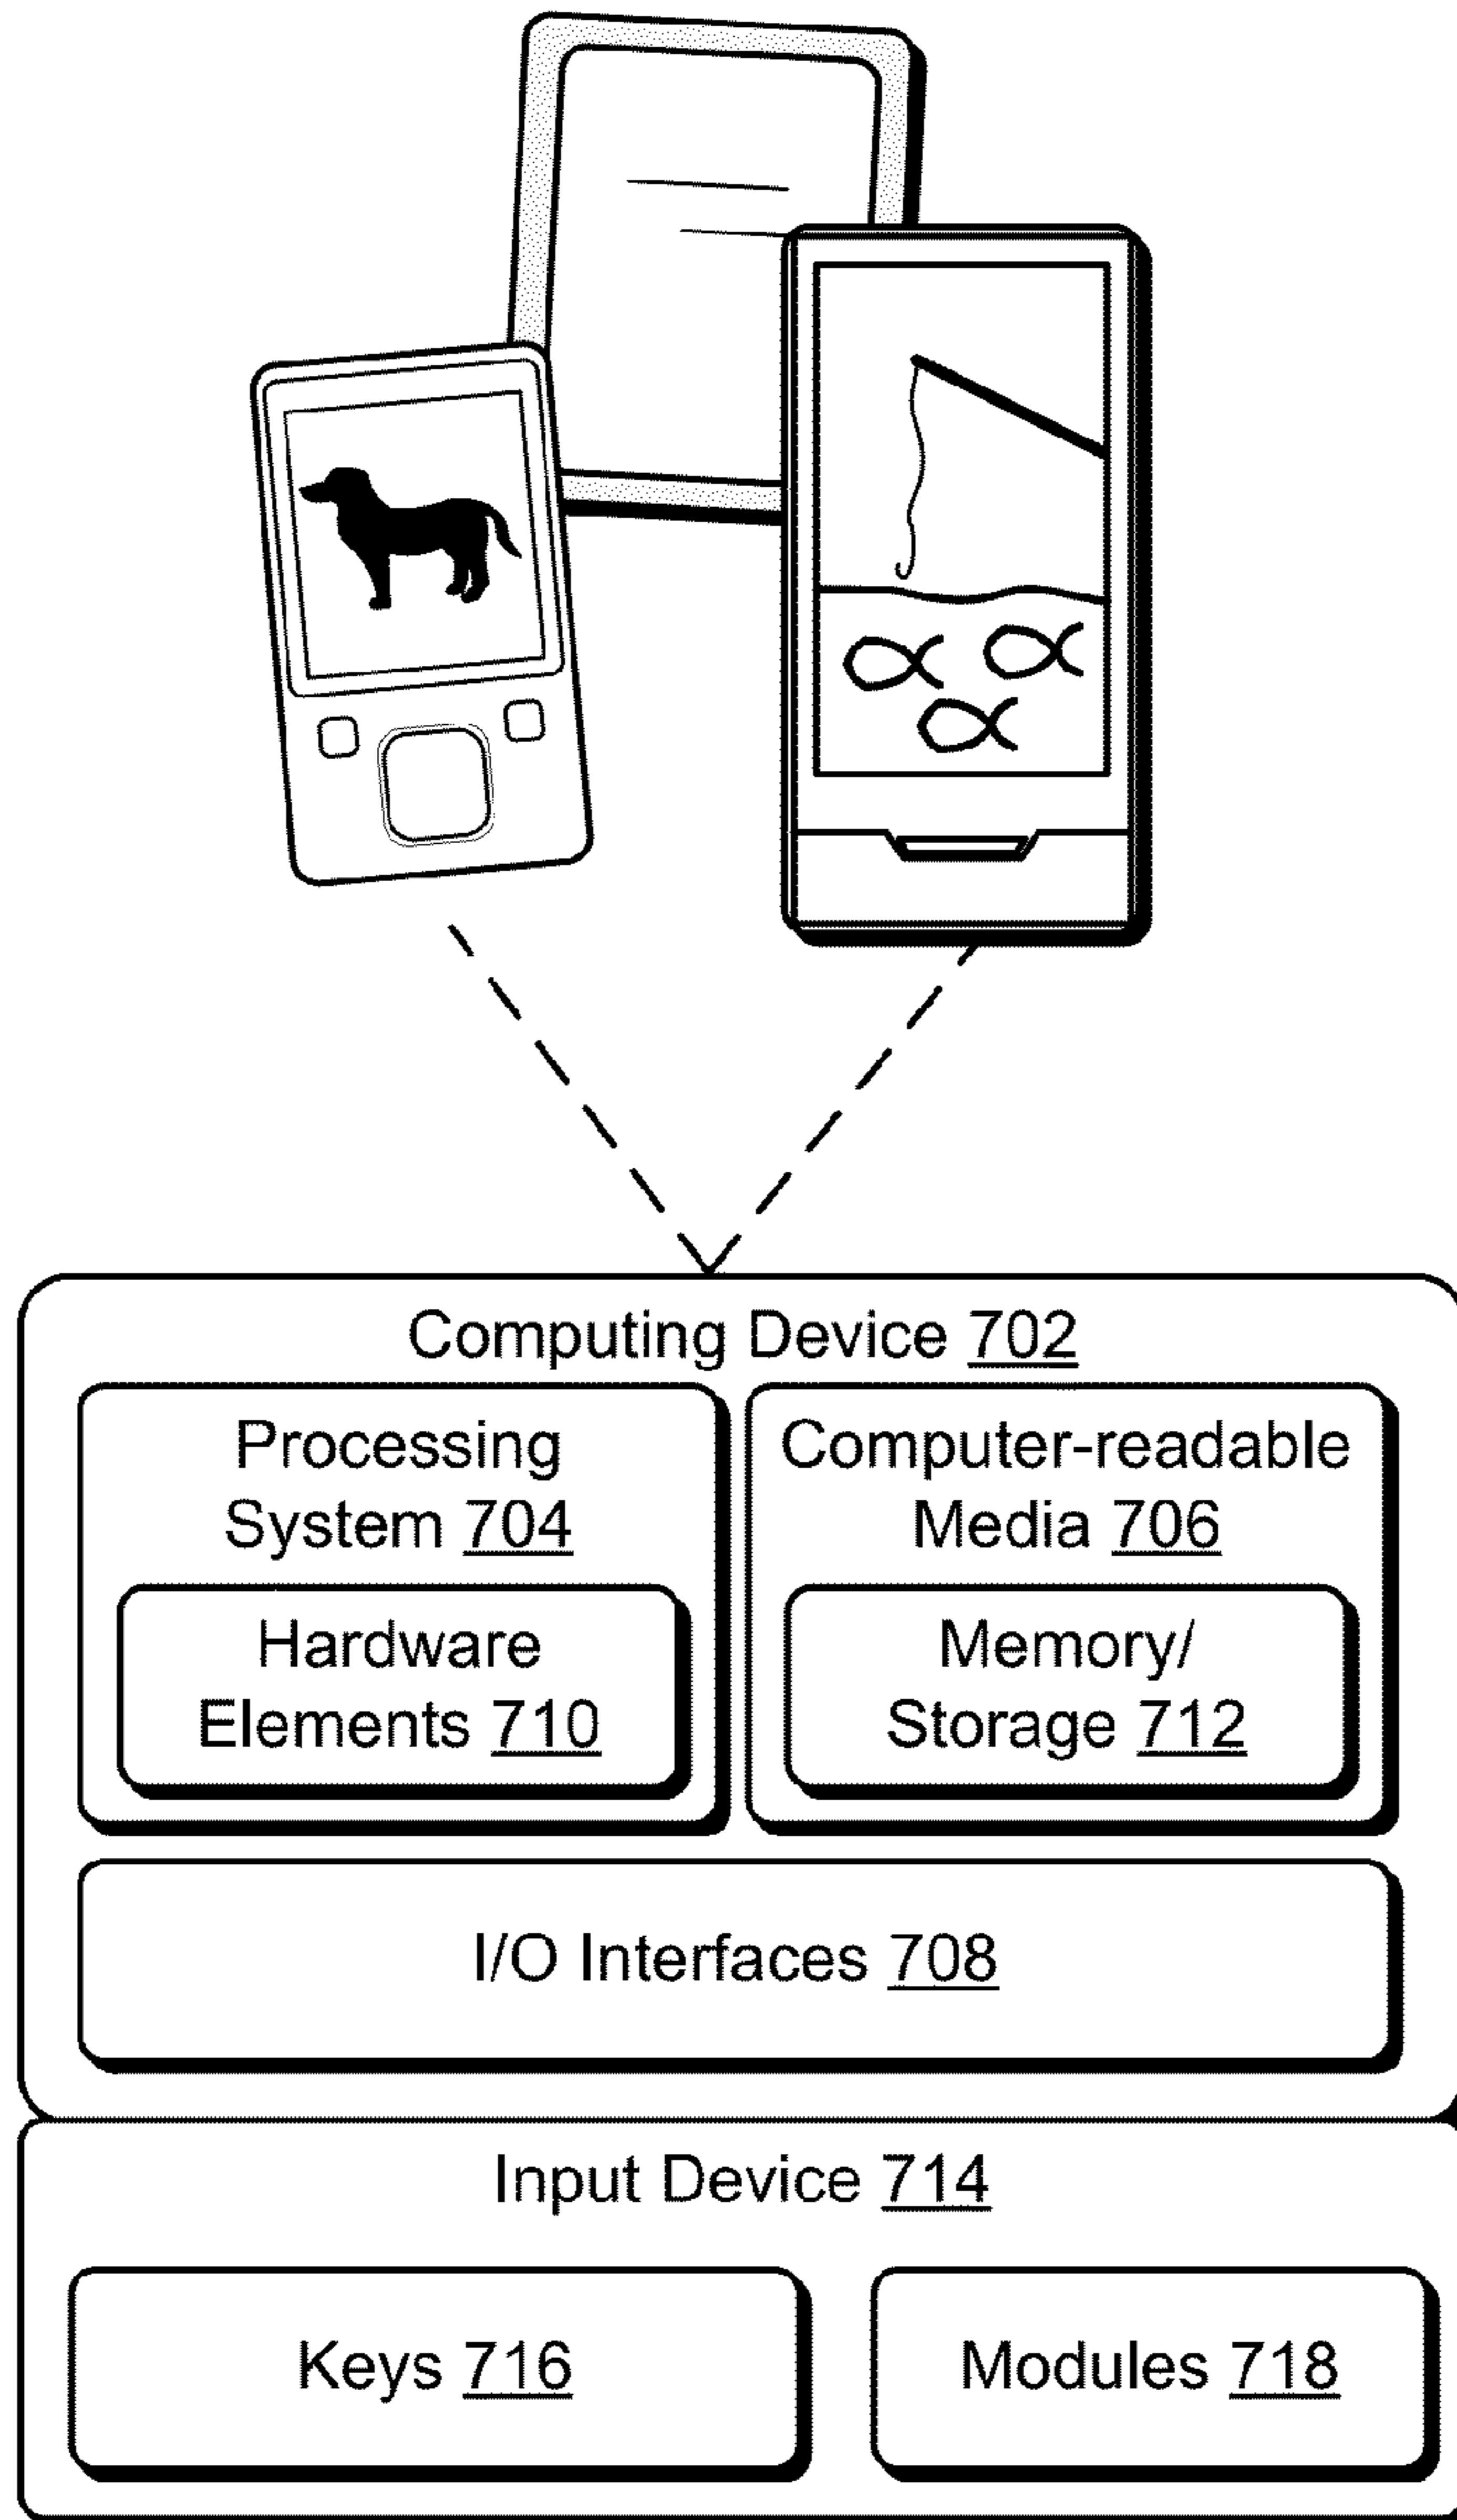 Computing Device 702
Processing
System 704
Hardware
Elements 710
Computer-readable
Media 706
Memory/
Storage 712
I/O Interfaces 708
Input Device 714
Keys 716
Modules 718